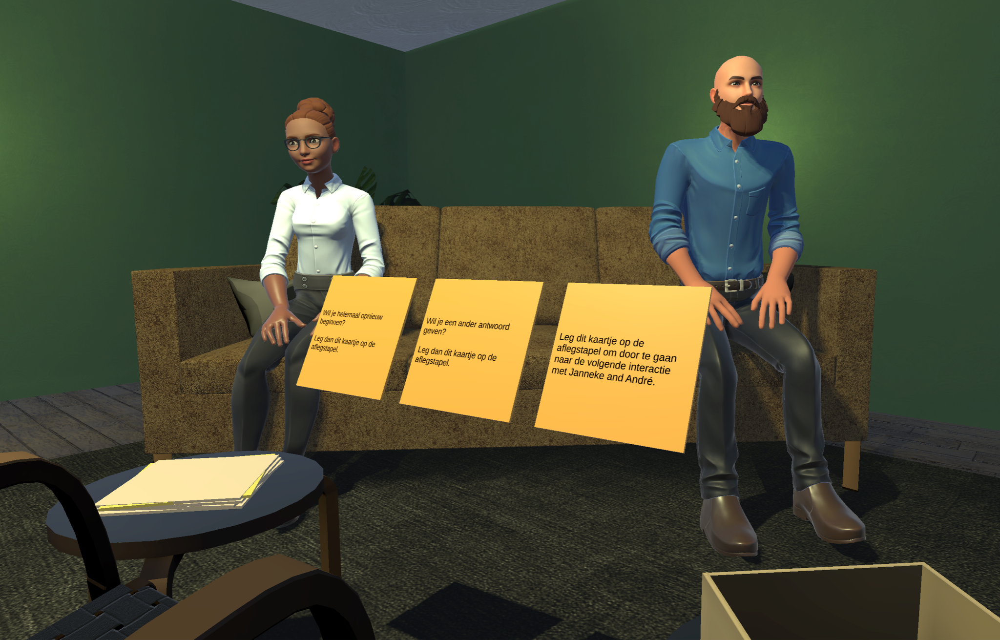 Wil je helemaal opnieuw
beginnen?
Leg dan dit kaartje op de
aflegstapel.
Wil je een ander antwoord
geven?
Leg dan dit kaartje op de
aflegstapel.
Leg dit kaartje op de
aflegstapel om door te gaan
naar de volgende interactie
met Janneke and André.